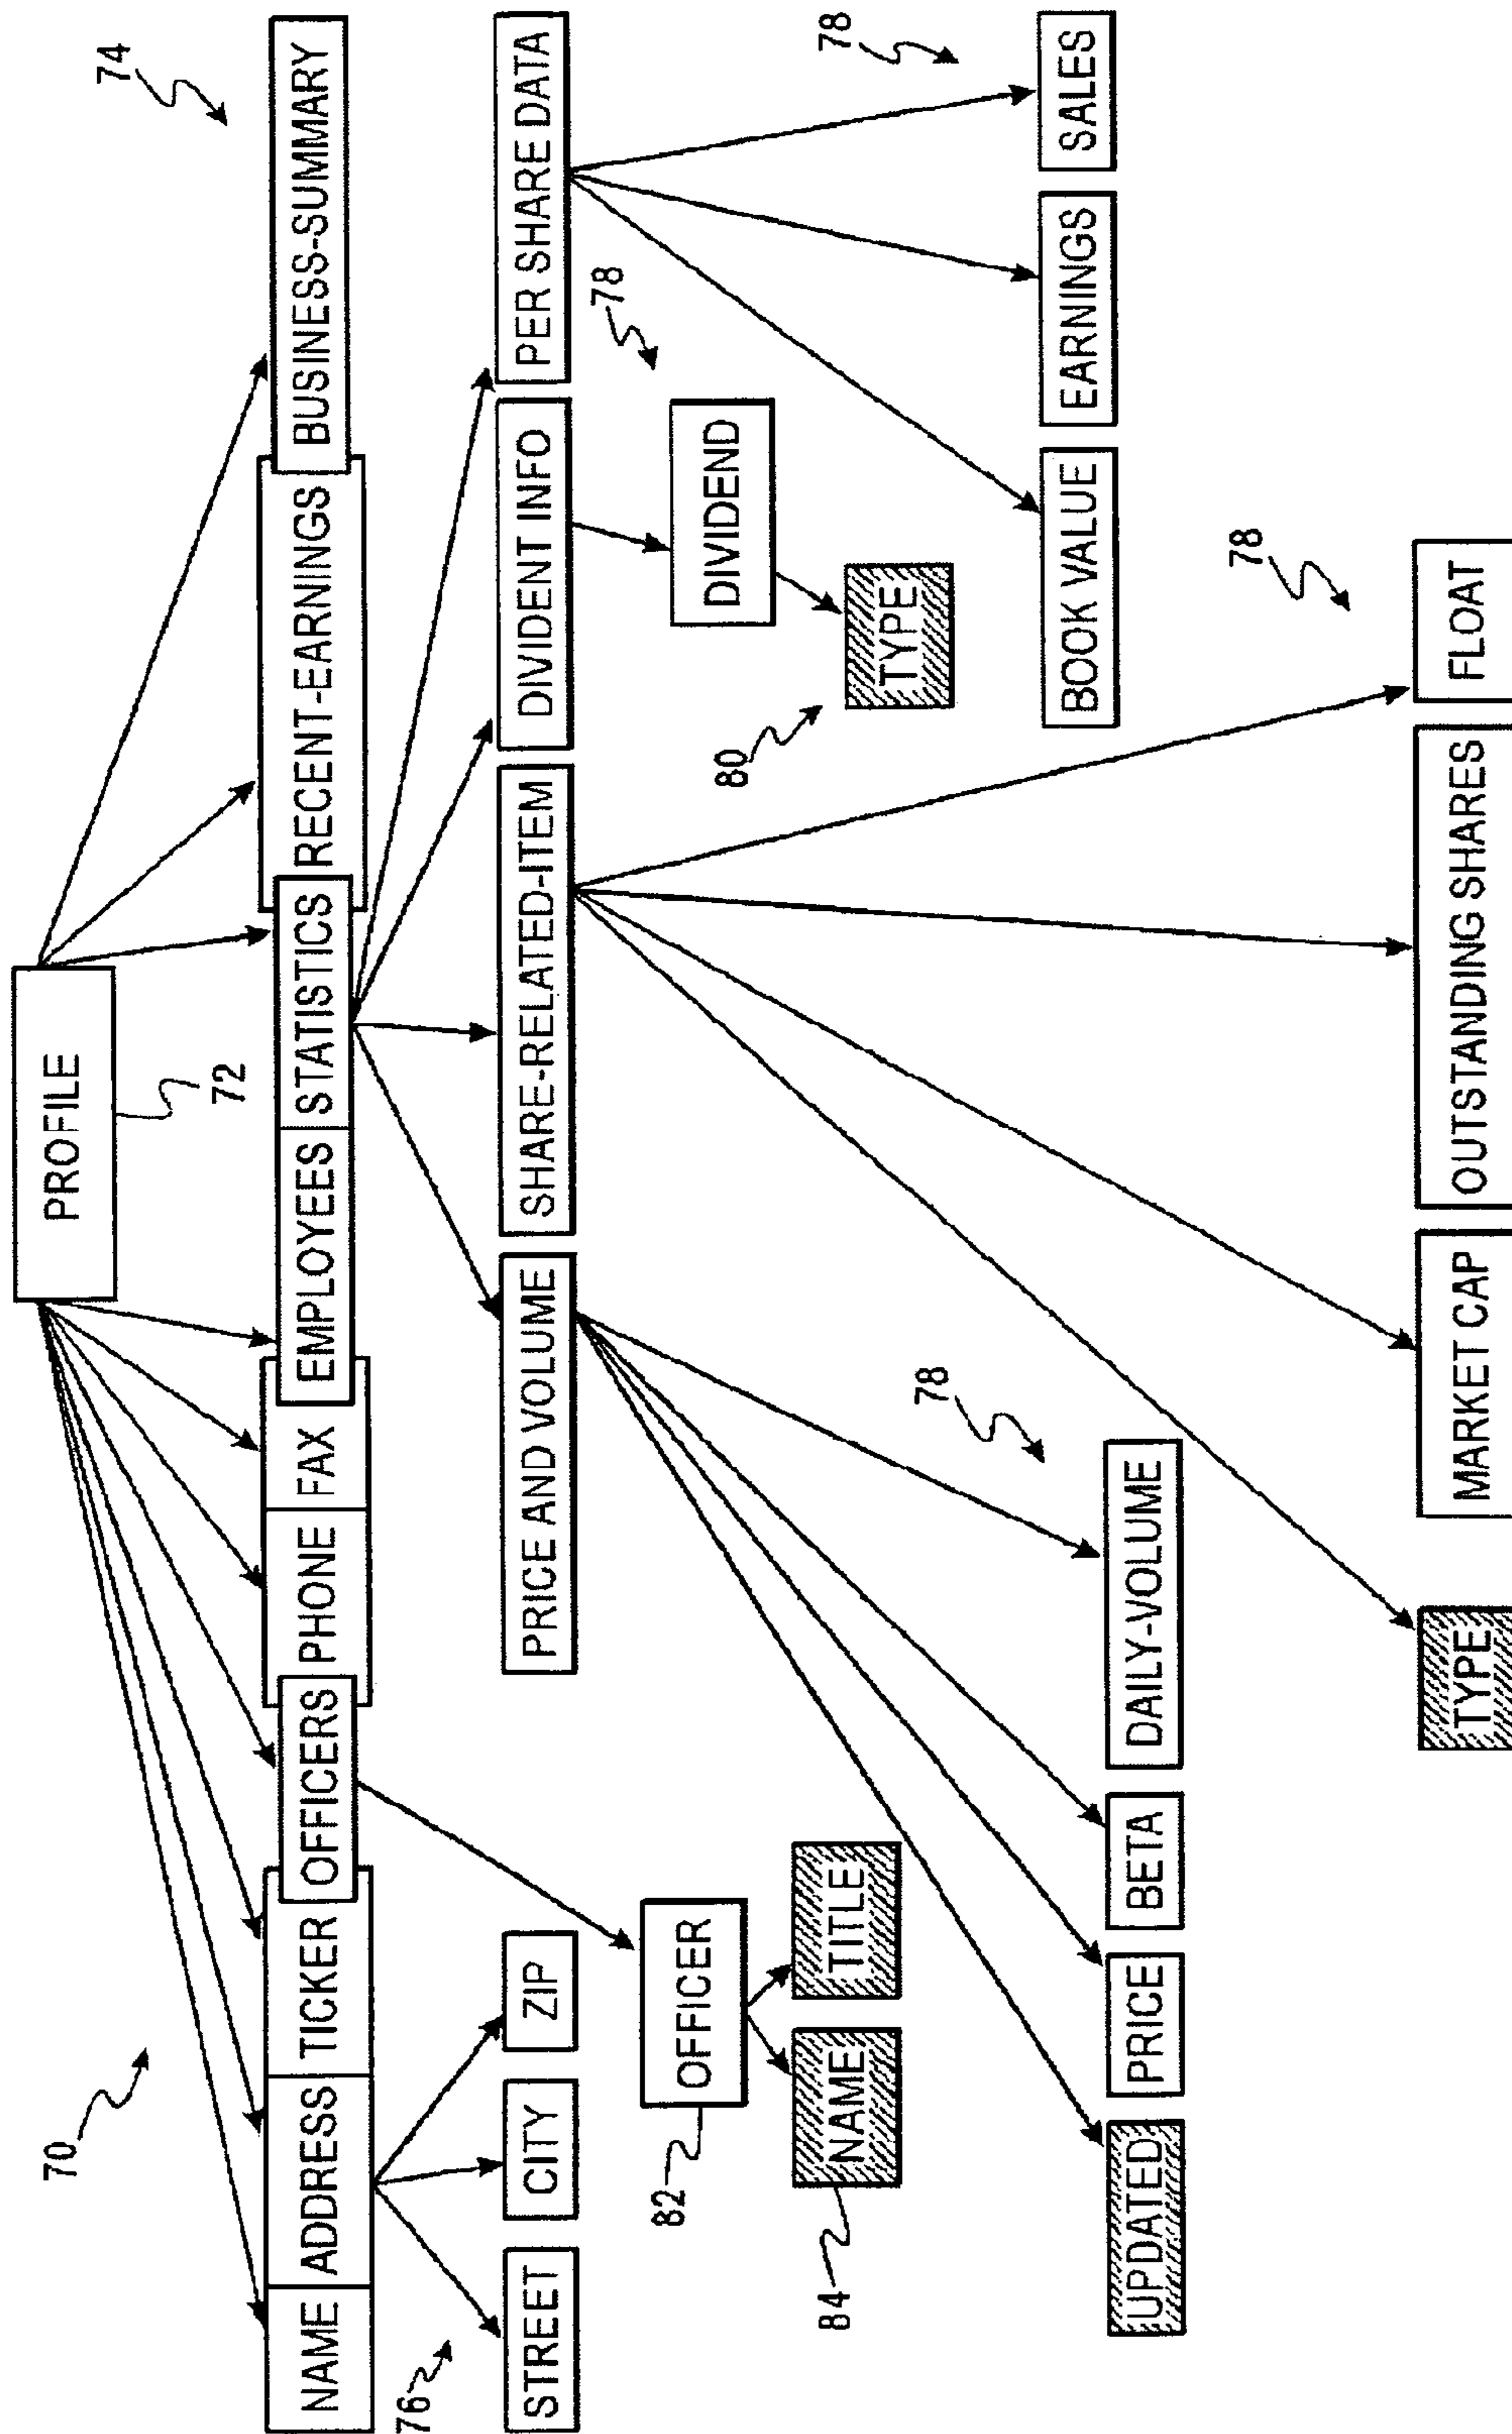 PROFILE
72
70
74
NAME
ADDRESS
TICKER
OFFICERS
PHONE
FAX
EMPLOYEES
STATISTICS
RECENT-EARNINGS
BUSINESS-SUMMARY
76
STREET
CITY
ZIP
PRICE AND VOLUME
SHARE-RELATED-ITEM
DIVIDENT INFO
PER SHARE DATA
82
OFFICER
DIVIDEND
78
84
NAME
TITLE
80
TYPE
78
UPDATED
PRICE
BETA
DAILY-VOLUME
78
BOOK VALUE
EARNINGS
SALES
78
TYPE
MARKET CAP
OUTSTANDING SHARES
FLOAT